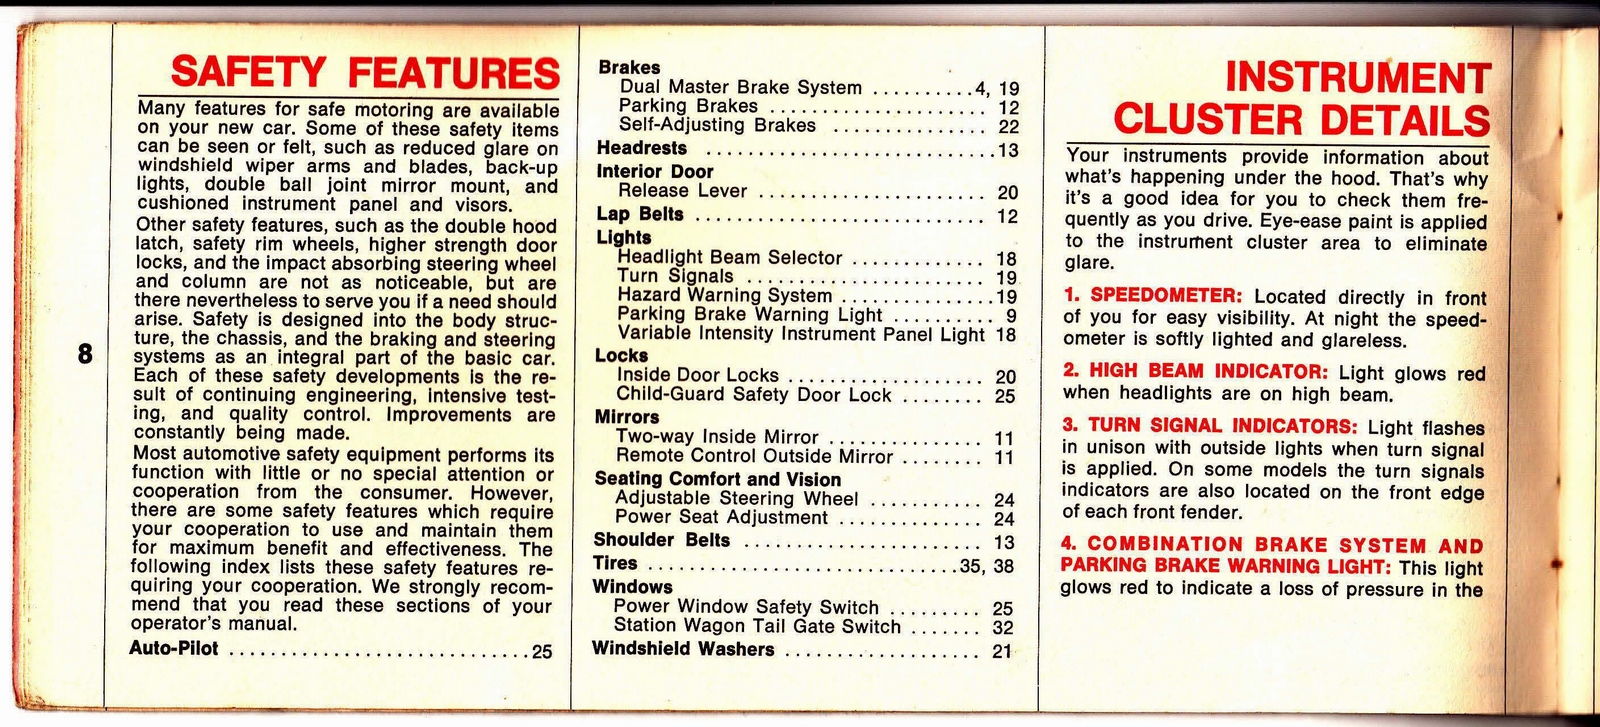 8
SAFETY FEATURES
Many features for safe motoring are available
on your new car. Some of these safety items
can be seen or felt, such as reduced glare on
windshield wiper arms and blades, back-up
lights, double ball joint mirror mount, and
cushioned instrument panel and visors.
Other safety features, such as the double hood
latch, safety rim wheels, higher strength door
locks, and the impact absorbing steering wheel
and column are not as noticeable, but are
there nevertheless to serve you if a need should
arise. Safety is designed into the body struc-
ture, the chassis, and the braking and steering
systems as an integral part of the basic car.
Each of these safety developments is the re-
sult of continuing engineering, intensive test-
ing, and quality control. Improvements are
constantly being made.
Most automotive safety equipment performs its
function with little or no special attention or
cooperation from the consumer. However,
there are some safety features which require
your cooperation to use and maintain them
for maximum benefit and effectiveness. The
following index lists these safety features re-
quiring your cooperation. We strongly recom-
mend that you read these sections of your
operator's manual.
Auto-Pilot ............................ 25
Brakes
Dual Master Brake System ..........4, 19
Parking Brakes .................... 12
Self-Adjusting Brakes .............. 22
Headrests ...........................13
Interior Door
Release Lever ..................... 20
Lap Belts ........................... 12
Lights
Headlight Beam Selector ............. 18
Turn Signals ....................... 19
Hazard Warning System ..............19
Parking Brake Warning Light .......... 9
Variable Intensity Instrument Panel Light 18
Locks
Inside Door Locks .................. 20
Child-Guard Safety Door Lock ........ 25
Mirrors
Two-way Inside Mirror ............... 11
Remote Control Outside Mirror ........ 11
Seating Comfort and Vision
Adjustable Steering Wheel ........... 24
Power Seat Adjustment .............. 24
Shoulder Belts ....................... 13
Tires .............................35, 38
Windows
Power Window Safety Switch ......... 25
Station Wagon Tail Gate Switch ....... 32
Windshield Washers ................... 21
INSTRUMENT
CLUSTER DETAILS
Your instruments provide information about
what's happening under the hood. That's why
it's a good idea for you to check them fre-
quently as you drive. Eye-ease paint is applied
to the instrument cluster area to eliminate
glare.
1. SPEEDOMETER: Located directly in front
of you for easy visibility. At night the speed-
ometer is softly lighted and glareless.
2. HIGH BEAM INDICATOR: Light glows red
when headlights are on high beam.
3. TURN SIGNAL INDICATORS: Light flashes
in unison with outside lights when turn signal
is applied. On some models the turn signals
indicators are also located on the front edge
of each front fender.
4. COMBINATION BRAKE SYSTEM AND
PARKING BRAKE WARNING LIGHT: This light
glows red to indicate a loss of pressure in the